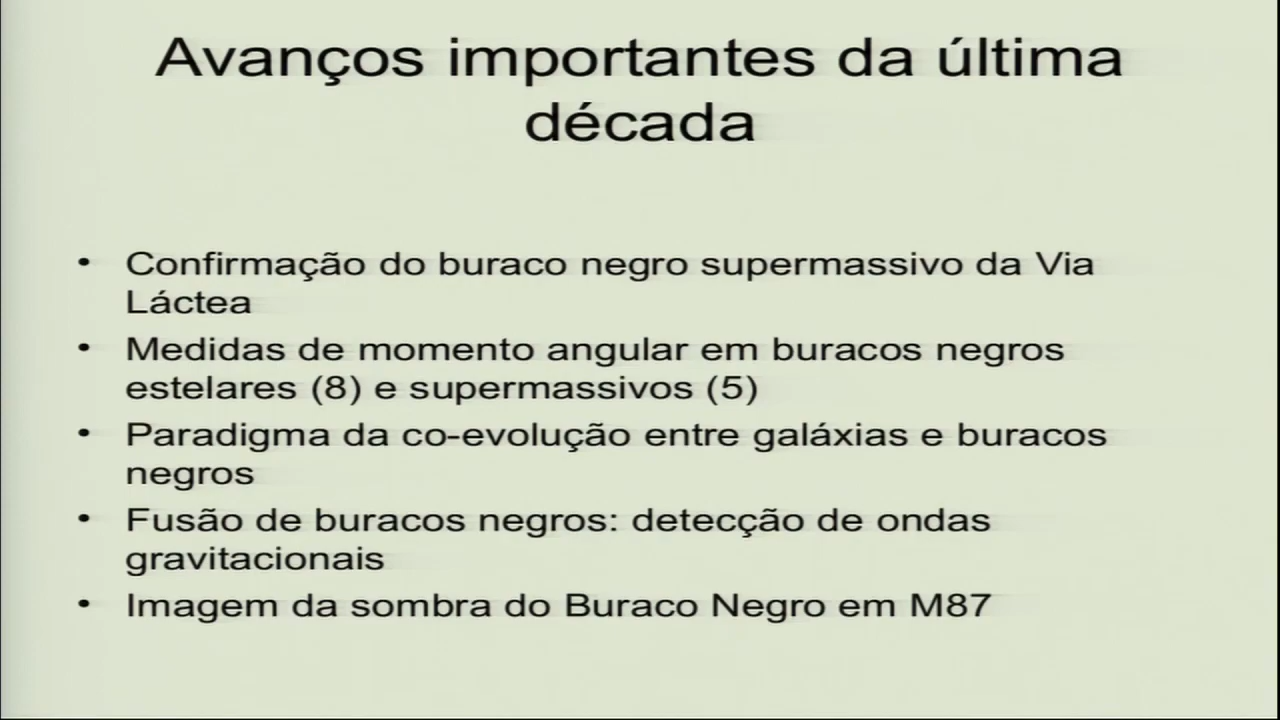 Avanços importantes da última
década
• Confirmação do buraco negro supermassivo da Via
Láctea
• Medidas de momento angular em buracos negros
estelares (8) e supermassivos (5)
• Paradigma da co-evolução entre galáxias e buracos
negros
• Fusão de buracos negros: detecção de ondas
gravitacionais
• Imagem da sombra do Buraco Negro em M87